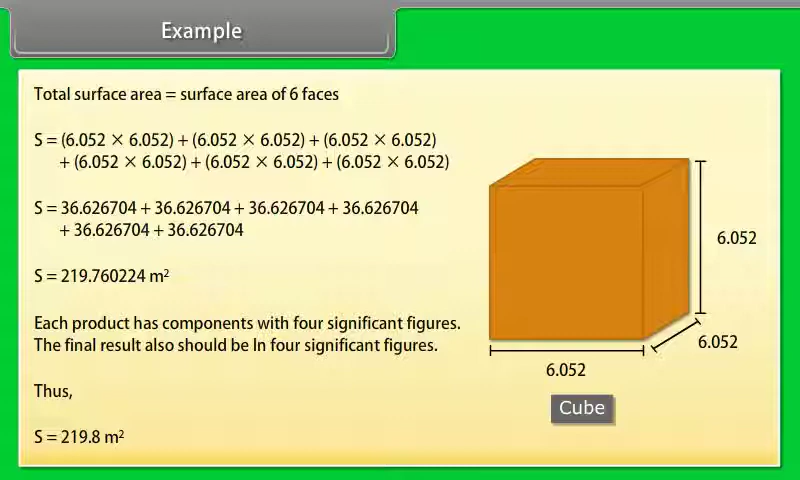 Example
Total surface area = surface area of 6 faces
S = (6.052 × 6.052) + (6.052 × 6.052) + (6.052 × 6.052)
+ (6.052 × 6.052) + (6.052 × 6.052) + (6.052 × 6.052)
S = 36.626704 + 36.626704 + 36.626704 + 36.626704
+ 36.626704 + 36.626704
S = 219.760224 m²
Each product has components with four significant figures.
The final result also should be In four significant figures.
Thus,
S = 219.8 m²
6.052
6.052
6.052
Cube